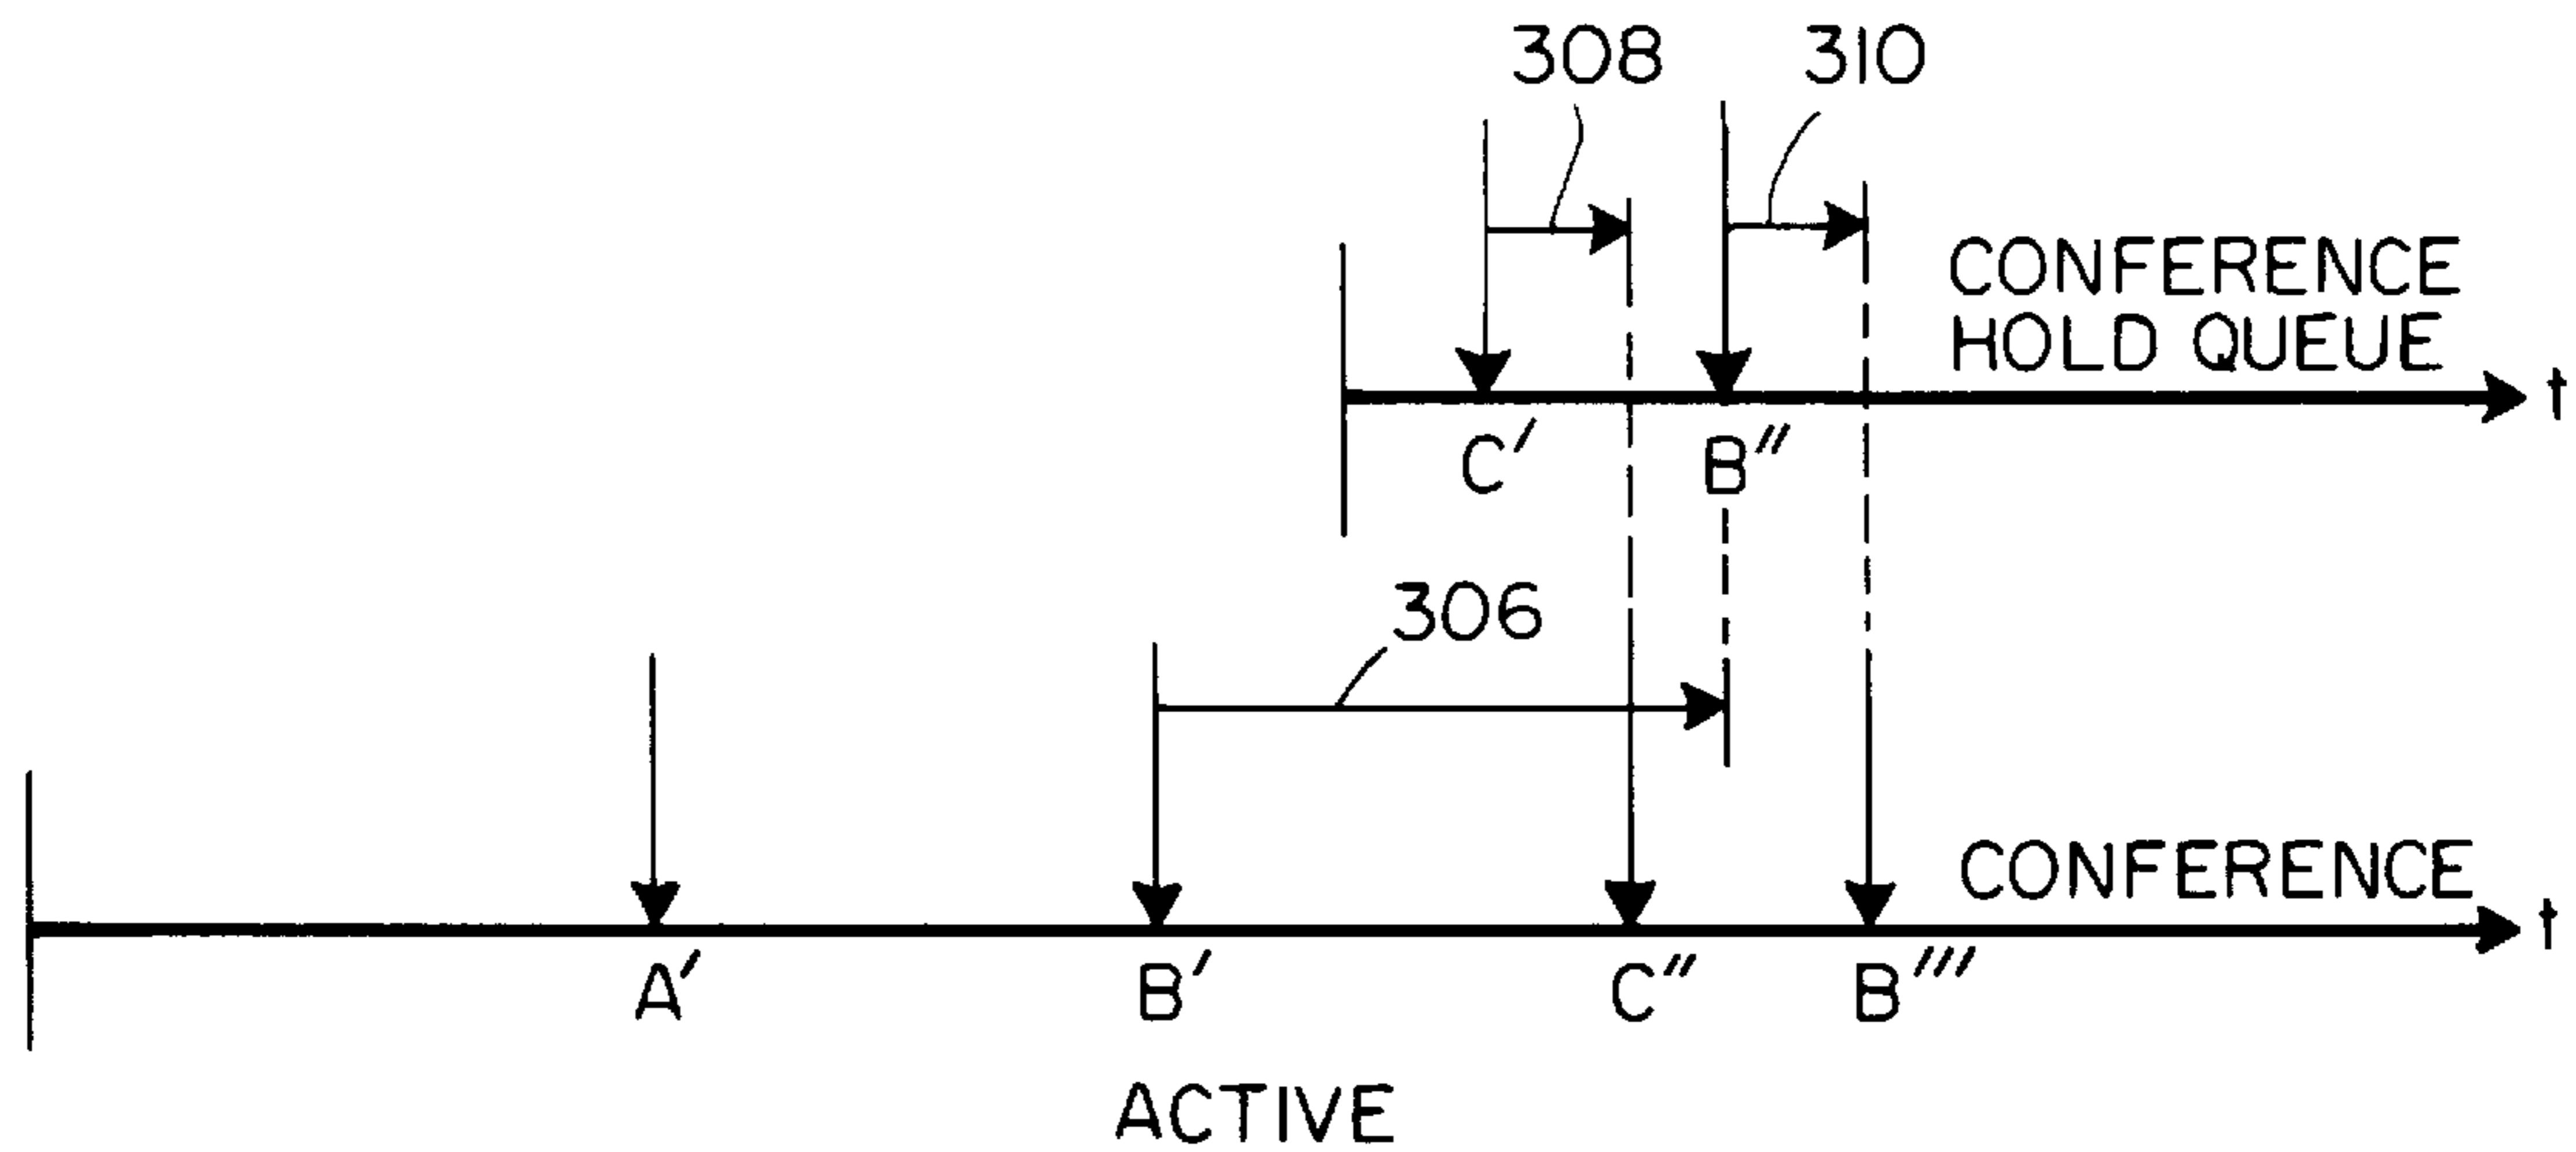 308 310
CONFERENCE
HOLD QUEUE
t
C′ B″
306
CONFERENCE
t
A′ B′ C″ B‴
ACTIVE